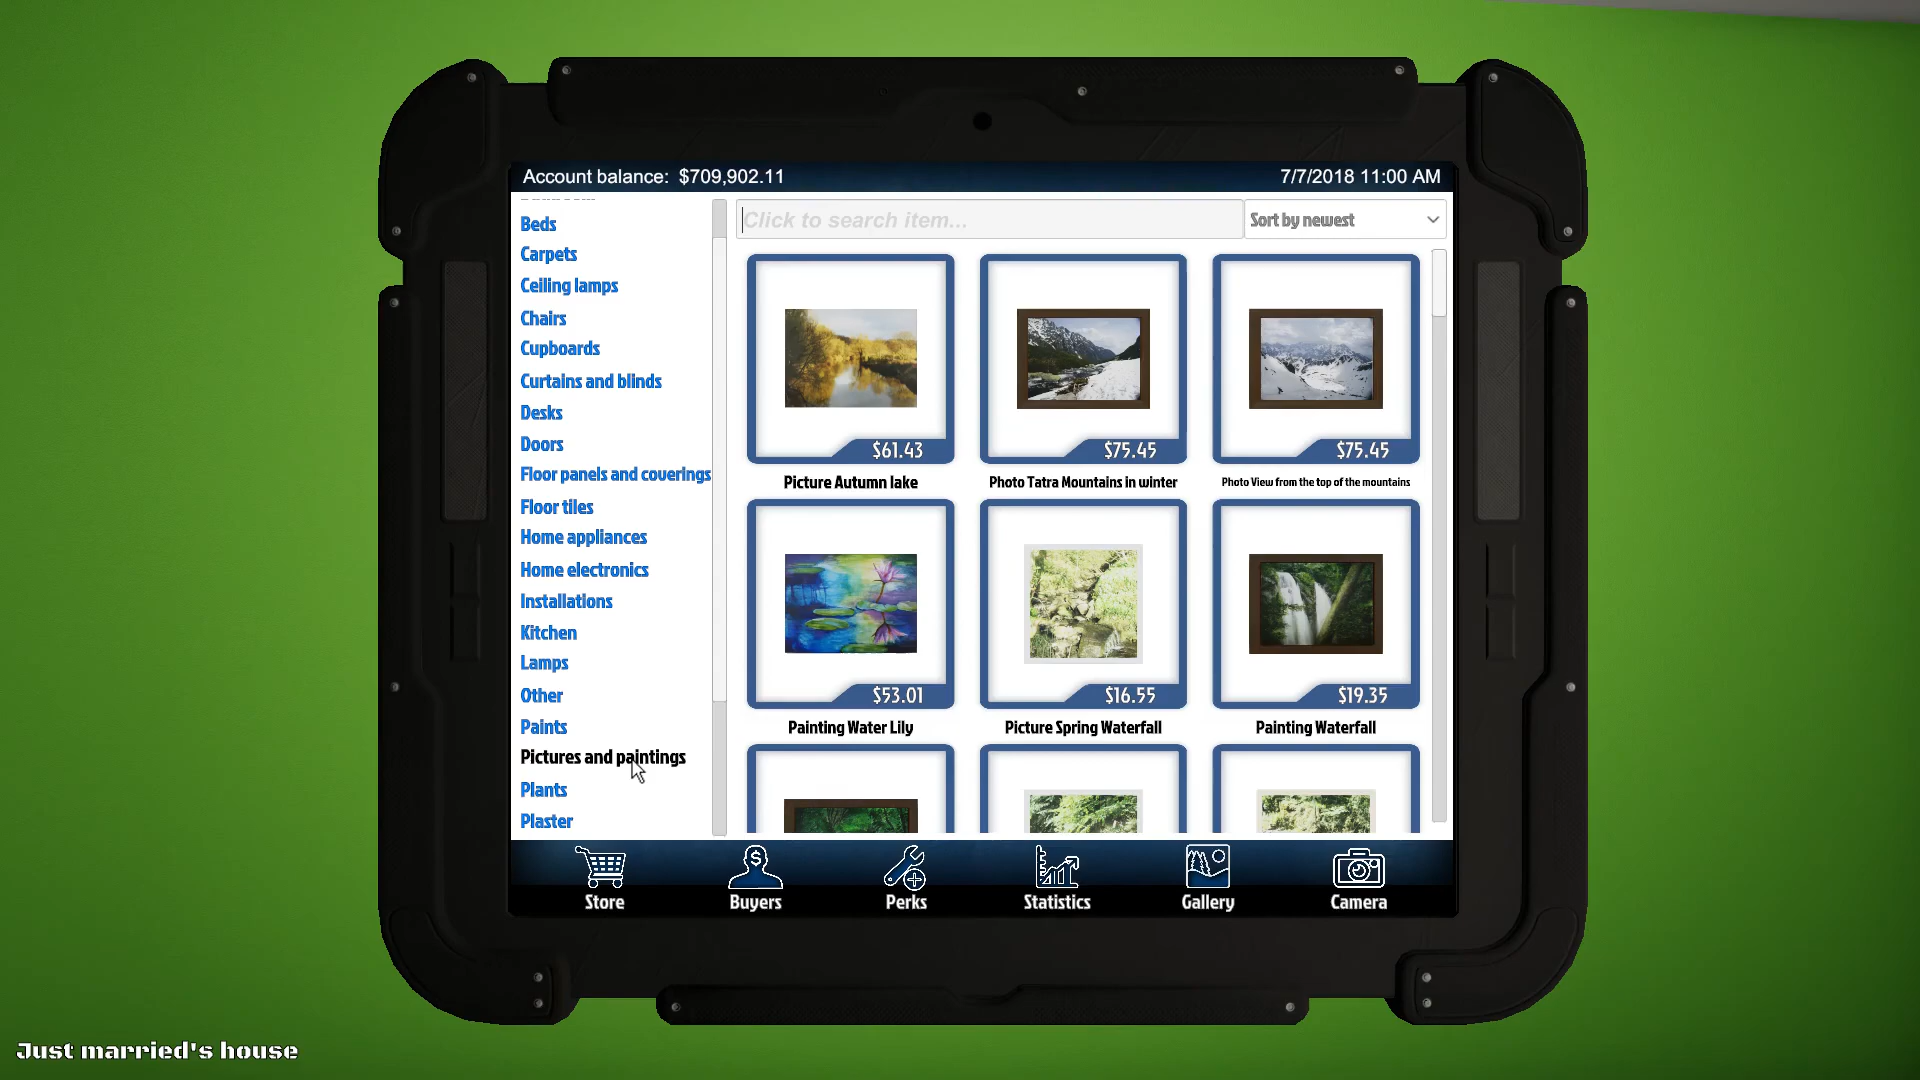 Account balance: $709,902.11
7/7/2018 11:00 AM
Click to search item...
Sort by newest
Beds
Carpets
Ceiling lamps
Chairs
Cupboards
Curtains and blinds
Desks
Doors
Floor panels and coverings
Floor tiles
Home appliances
Home electronics
Installations
Kitchen
Lamps
Other
Paints
Pictures and paintings
Plants
Plaster
$61.43
$75.45
$75.45
Picture Autumn lake
Photo Tatra Mountains in winter
Photo View from the top of the mountains
$53.01
$16.55
$19.35
Painting Water Lily
Picture Spring Waterfall
Painting Waterfall
Store
Buyers
Perks
Statistics
Gallery
Camera
Just married's house